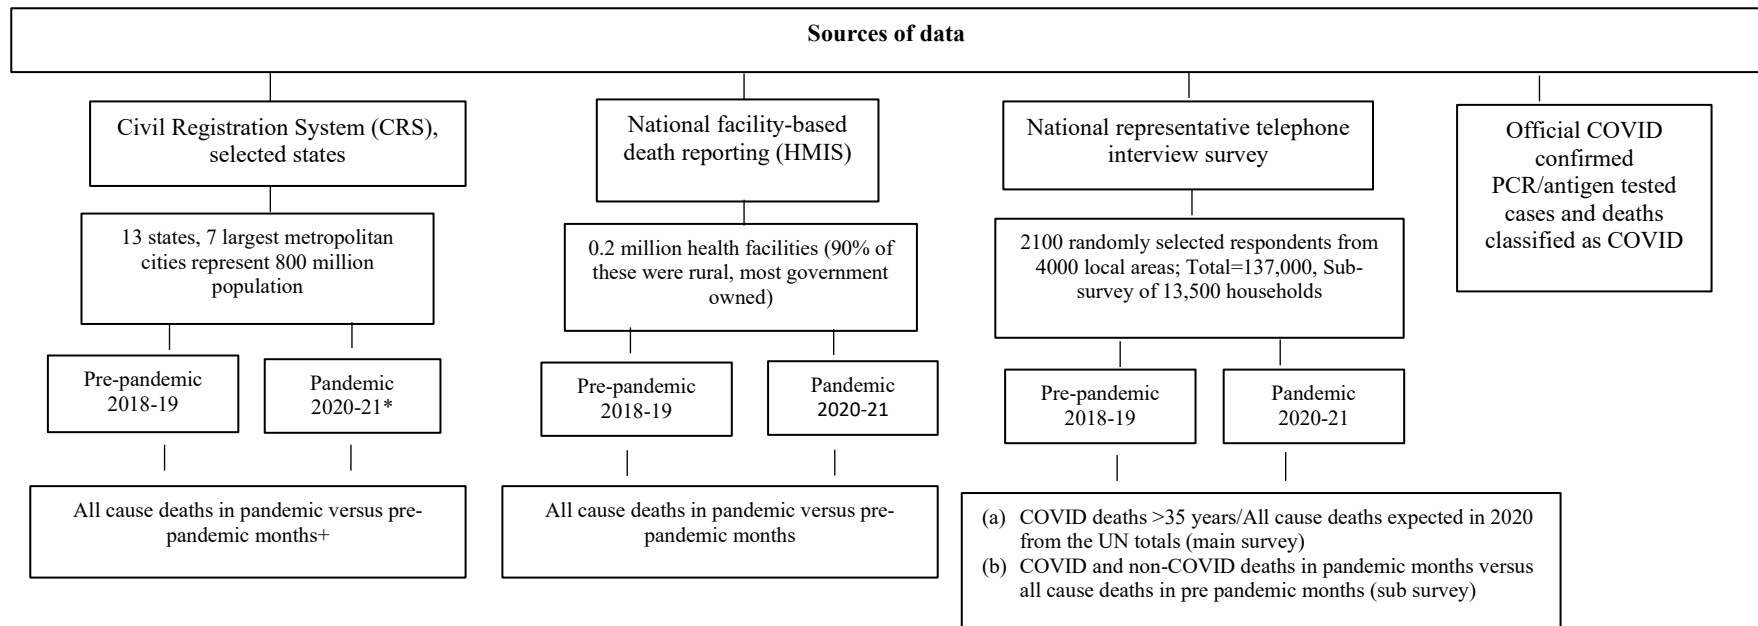 Sources of data
Civil Registration System (CRS),
selected states
13 states, 7 largest metropolitan
cities represent 800 million
population
Pre-pandemic
2018-19
Pandemic
2020-21*
All cause deaths in pandemic versus pre-
pandemic months+
National facility-based
death reporting (HMIS)
0.2 million health facilities (90% of
these were rural, most government
owned)
Pre-pandemic
2018-19
Pandemic
2020-21
All cause deaths in pandemic versus pre-
pandemic months
National representative telephone
interview survey
2100 randomly selected respondents from
4000 local areas; Total=137,000, Sub-
survey of 13,500 households
Pre-pandemic
2018-19
Pandemic
2020-21
(a) COVID deaths >35 years/All cause deaths expected in 2020
from the UN totals (main survey)
(b) COVID and non-COVID deaths in pandemic months versus
all cause deaths in pre pandemic months (sub survey)
Official COVID
confirmed
PCR/antigen tested
cases and deaths
classified as COVID